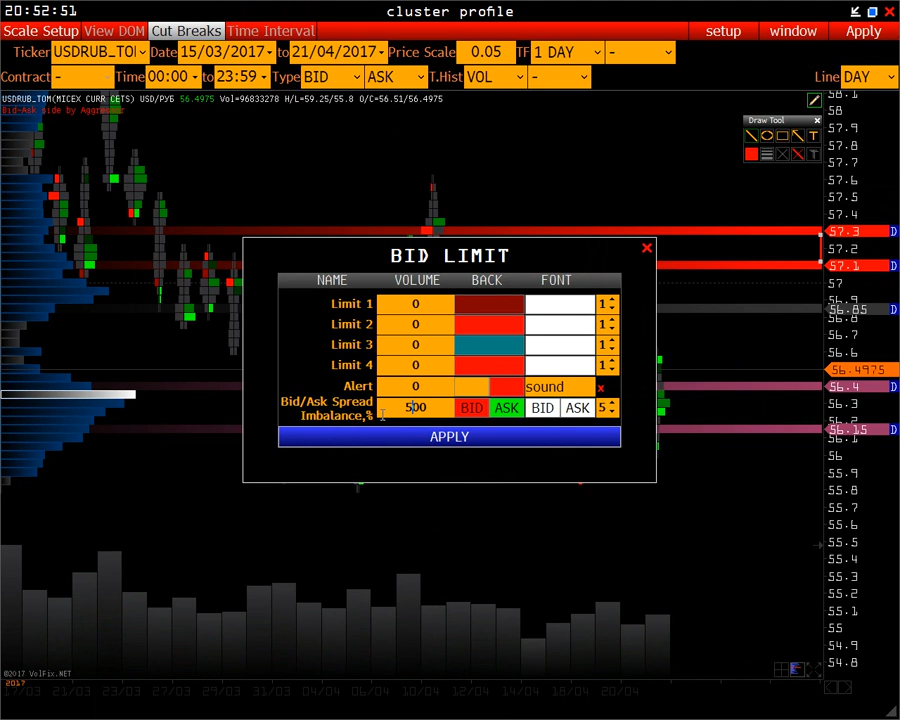 20:52:51
cluster profile
Scale Setup View DOM Cut Breaks Time Interval setup window Apply
Ticker USDRUB_TO Date 15/03/2017 to 21/04/2017 Price Scale 0.05 TF 1 DAY -
Contract - Time 00:00 to 23:59 Type BID ASK T.Hist VOL - Line DAY
USDRUB_TOM(MICEX CURR CETS) USD/РУБ 56.4975 Vol=96833278 H/L=59.25/55.8 O/C=56.51/56.4975
Bid-Ask Side by Aggressor
Draw Tool
T
T
58.1
58
57.9
57.8
57.7
57.6
57.5
57.4
57.3 D
57.2
57.1 D
57
56.9
56.85 D
56.8
56.7
56.6
56.4975
56.4 D
56.3
56.15 D
56
55.9
55.8
55.7
55.6
55.5
55.4
55.3
55.2
55.1
55
54.9
54.8
BID LIMIT
NAME VOLUME BACK FONT
Limit 1 0 1
Limit 2 0 1
Limit 3 0 1
Limit 4 0 1
Alert 0 sound x
Bid/Ask Spread
Imbalance,% 500 BID ASK BID ASK 5
APPLY
©2017 VolFix.NET
2017
17/03 21/03 23/03 27/03 29/03 31/03 04/04 06/04 10/04 12/04 14/04 18/04 20/04